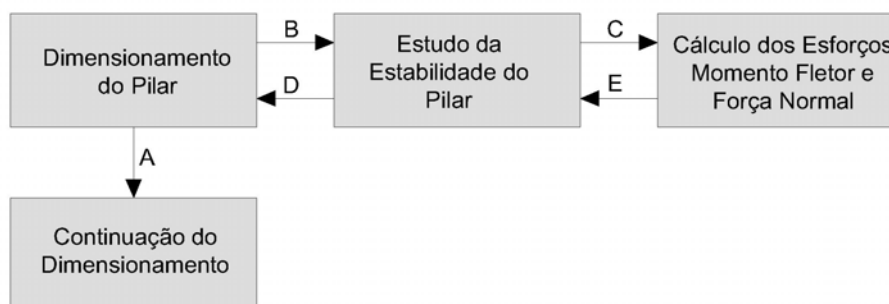 Dimensionamento
do Pilar
B
D
Estudo da
Estabilidade do
Pilar
C
E
Cálculo dos Esforços
Momento Fletor e
Força Normal
A
Continuação do
Dimensionamento